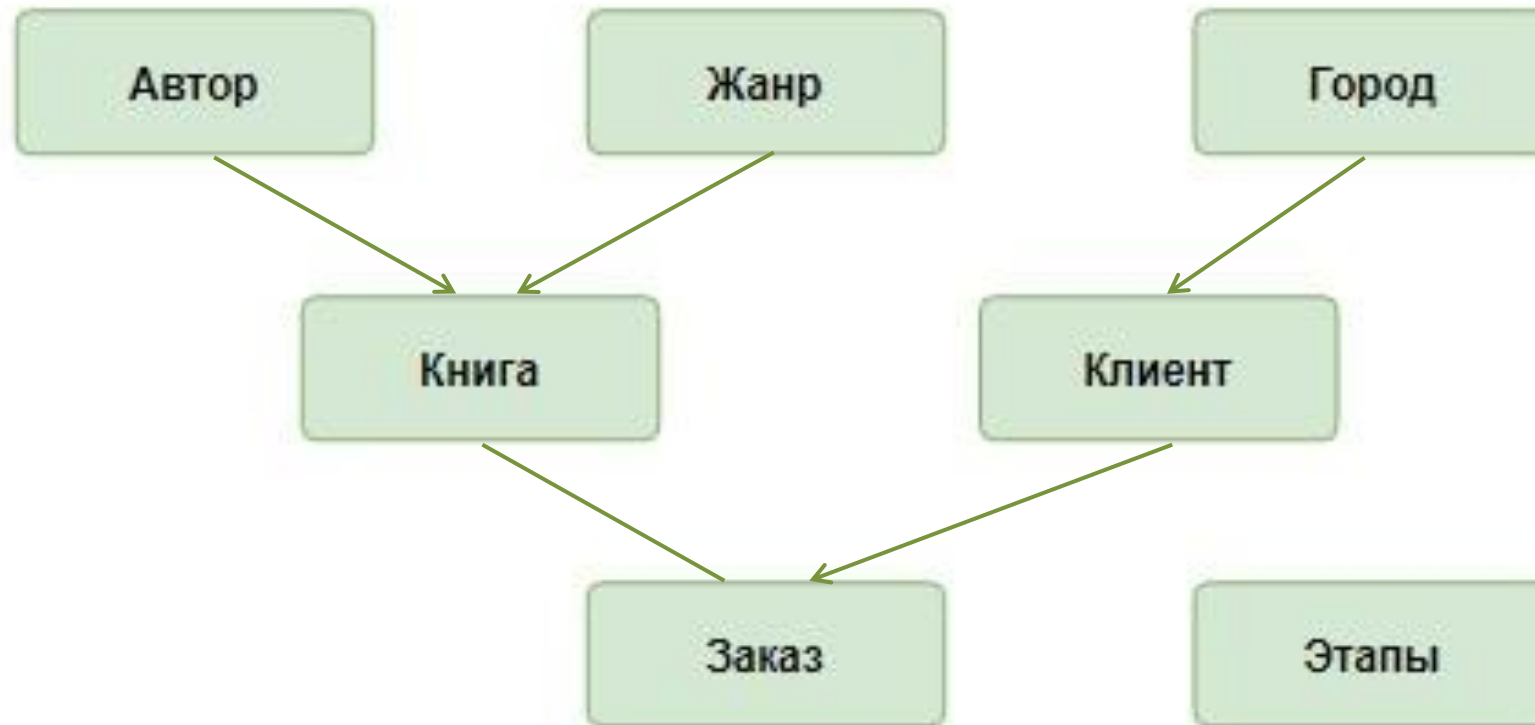 Автор
Жанр
Город
Книга
Клиент
Заказ
Этапы